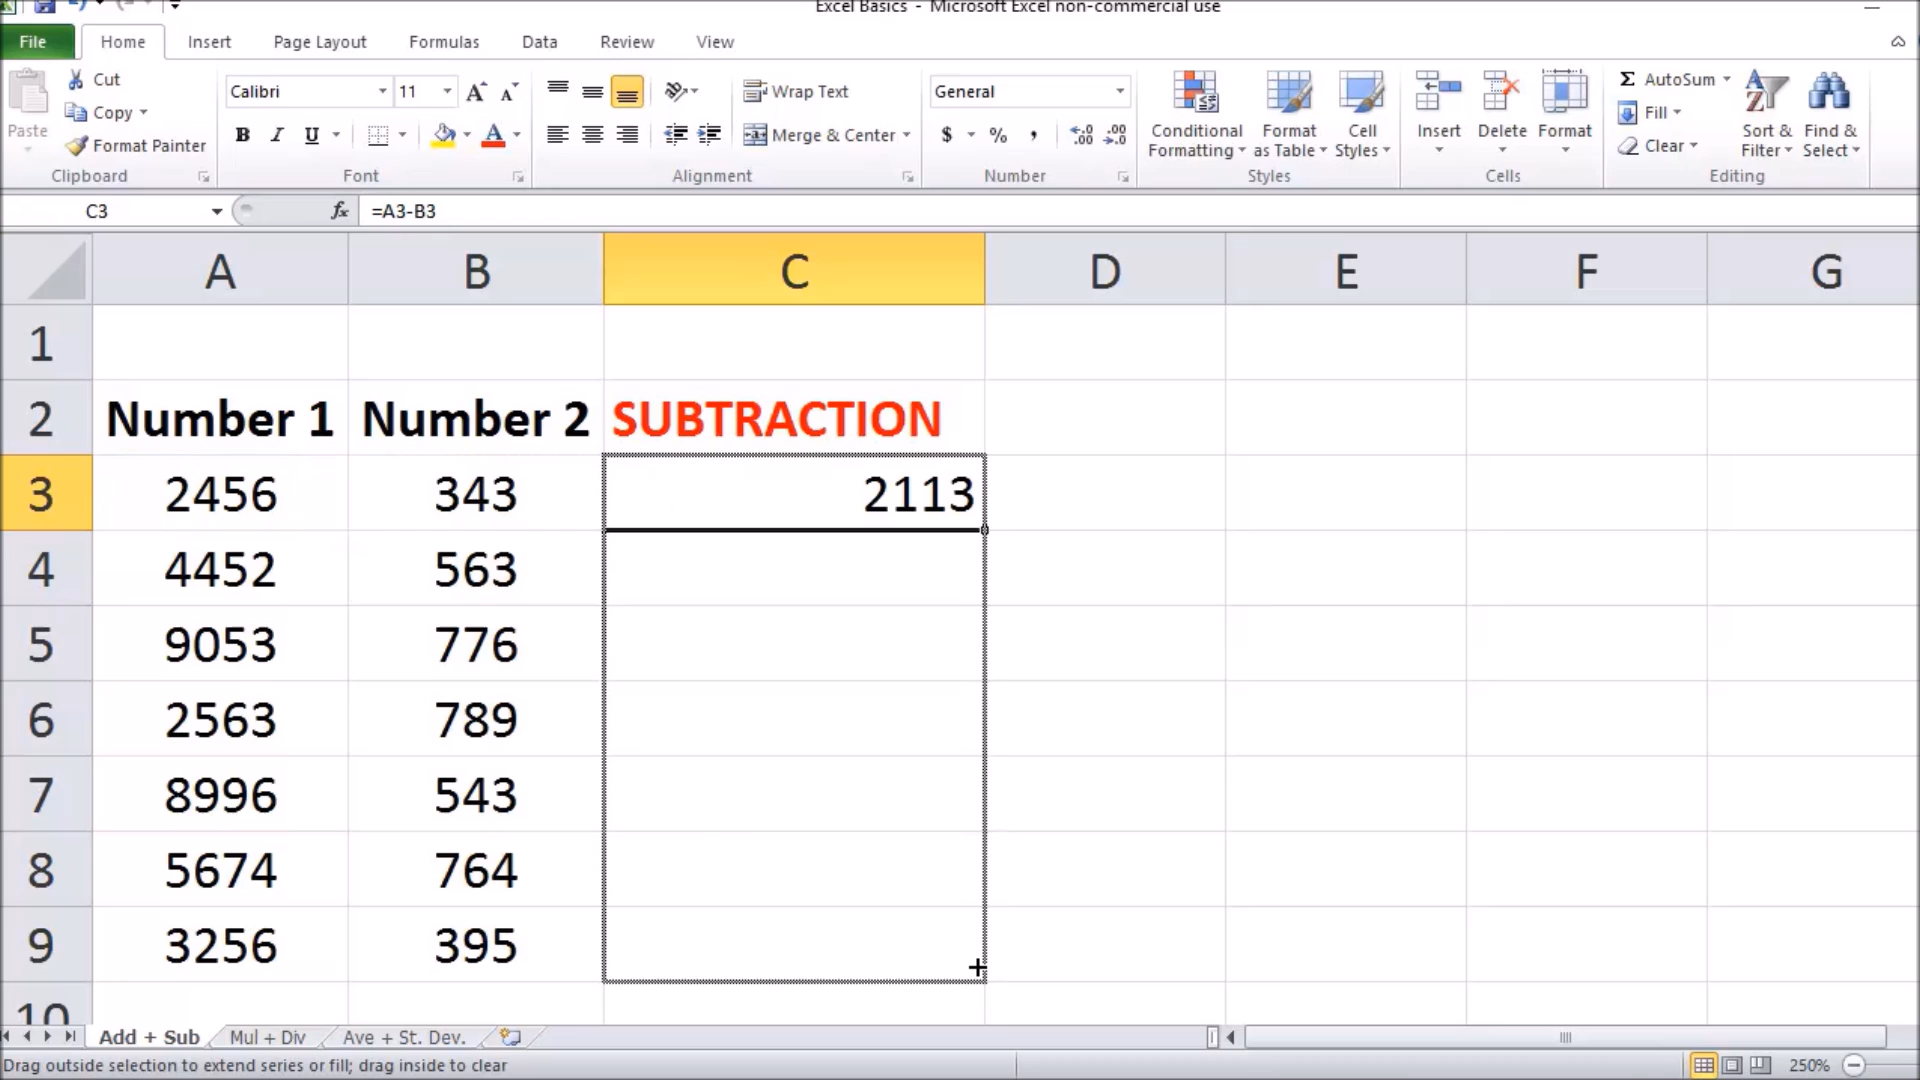 Excel Basics - Microsoft Excel non-commercial use
File Home Insert Page Layout Formulas Data Review View
Paste
Cut
Copy
Format Painter
Clipboard
Calibri 11 A A
B I U A
Font
Wrap Text
Merge & Center
Alignment
General
$ % ,
Number
Conditional Formatting
Format as Table
Cell Styles
Styles
Insert Delete Format
Cells
Σ AutoSum
Fill
Clear
Sort & Filter
Find & Select
Editing
C3 fx =A3-B3
A B C D E F G
1
2 Number 1 Number 2 SUBTRACTION
3 2456 343 2113
4 4452 563
5 9053 776
6 2563 789
7 8996 543
8 5674 764
9 3256 395
10
Add + Sub Mul + Div Ave + St. Dev.
Drag outside selection to extend series or fill; drag inside to clear 250%